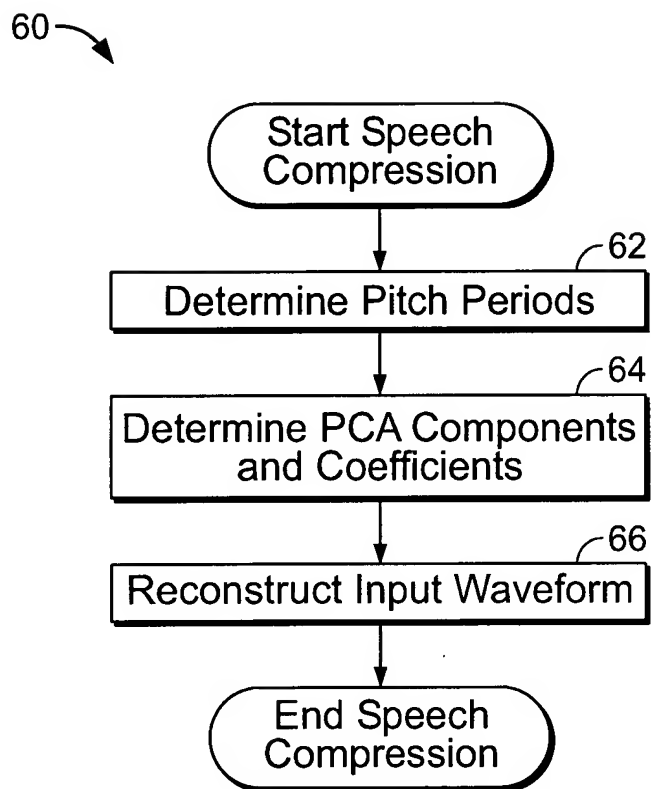 60
Start Speech
Compression
62
Determine Pitch Periods
64
Determine PCA Components
and Coefficients
66
Reconstruct Input Waveform
End Speech
Compression